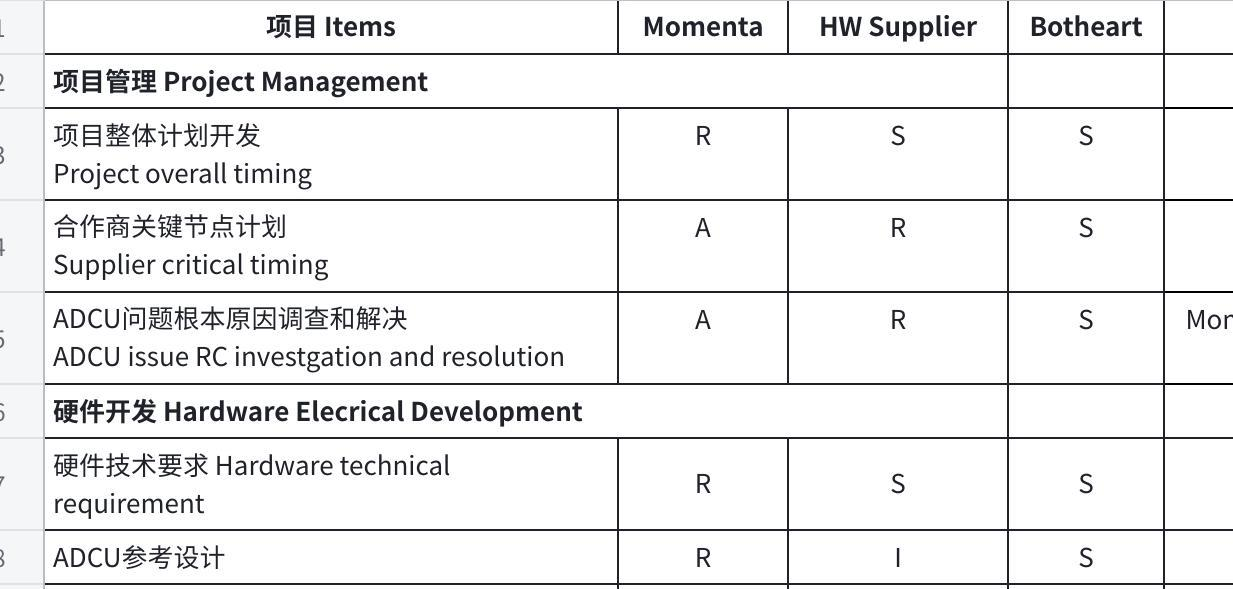 项目 Items Momenta HW Supplier Botheart
项目管理 Project Management
项目整体计划开发 R S S
Project overall timing
合作商关键节点计划 A R S
Supplier critical timing
ADCU问题根本原因调查和解决 A R S
ADCU issue RC investgation and resolution
硬件开发 Hardware Elecrical Development
硬件技术要求 Hardware technical
requirement R S S
ADCU参考设计 R I S